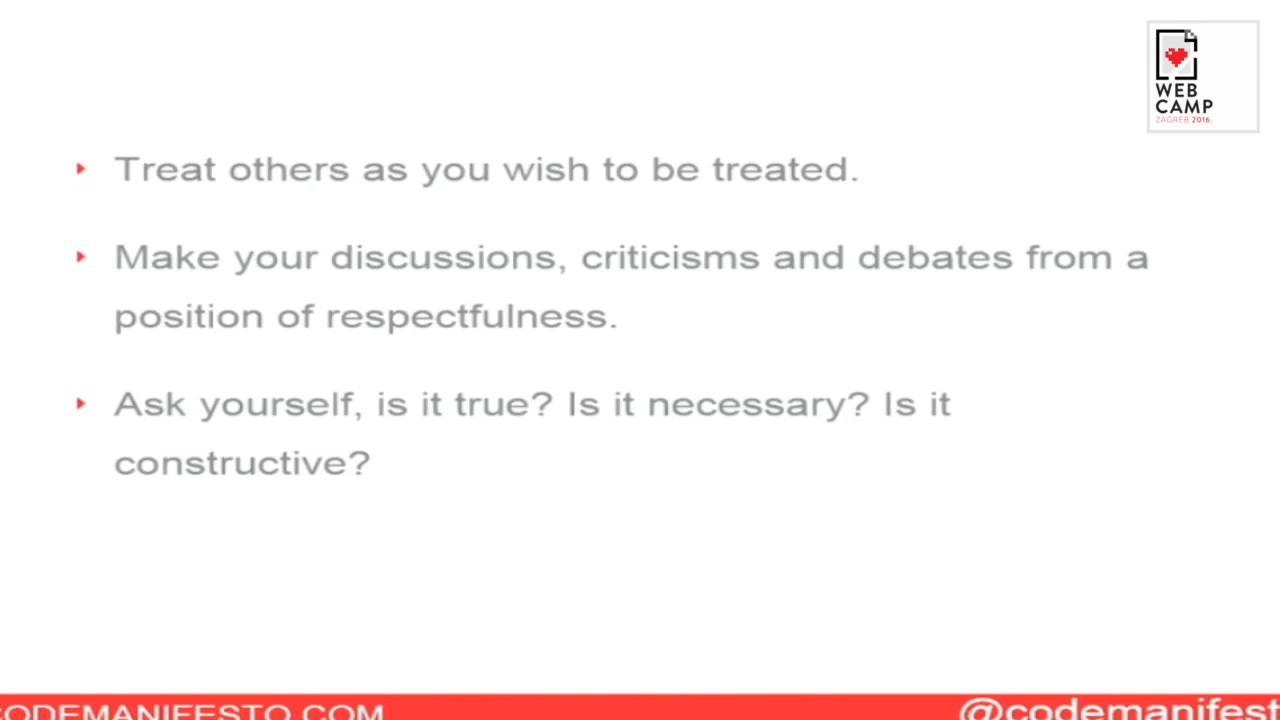 WEB
CAMP
ZAGREB 2016.
Treat others as you wish to be treated.
Make your discussions, criticisms and debates from a
position of respectfulness.
Ask yourself, is it true? Is it necessary? Is it
constructive?
CODEMANIFESTO.COM
@codemanifest